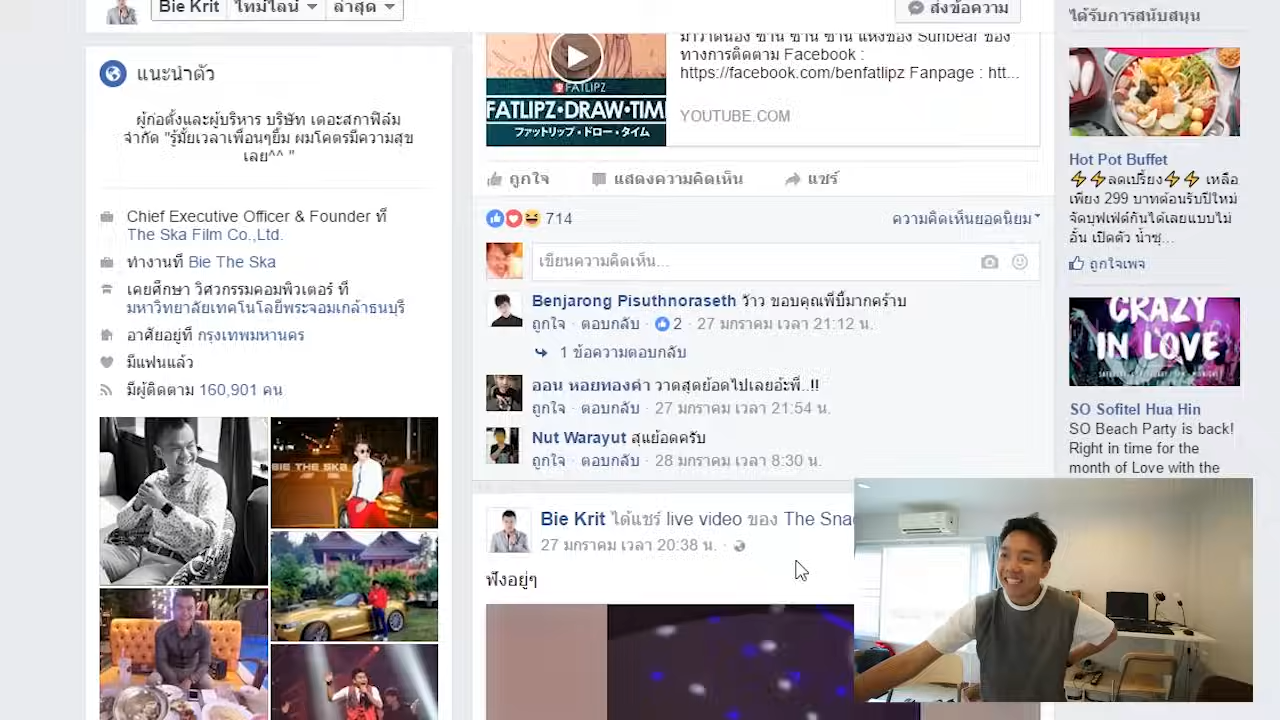 Bie Krit
ไทม์ไลน์
ล่าสุด
ส่งข้อความ
แนะนำตัว
ผู้ก่อตั้งและผู้บริหาร บริษัท เดอะสกาฟิล์ม
จำกัด "รู้มั้ยเวลาเพื่อนๆยิ้ม ผมโคตรมีความสุข
เลย^^ "
Chief Executive Officer & Founder ที่
The Ska Film Co.,Ltd.
ทำงานที่ Bie The Ska
เคยศึกษา วิศวกรรมคอมพิวเตอร์ ที่
มหาวิทยาลัยเทคโนโลยีพระจอมเกล้าธนบุรี
อาศัยอยู่ที่ กรุงเทพมหานคร
มีแฟนแล้ว
มีผู้ติดตาม 160,901 คน
BIE THE SKA
มาวาดน้อง ซาน ซาน ซาน แห่งช่อง Sunbear ช่อง
ทางการติดตาม Facebook :
https://facebook.com/benfatlipz Fanpage : htt...
YOUTUBE.COM
FATLIPZ
FATLIPZ•DRAW•TIM
ฟัททริป • ดรอว์ • ไทม์
ถูกใจ
แสดงความคิดเห็น
แชร์
714
ความคิดเห็นยอดนิยม
เขียนความคิดเห็น...
Benjarong Pisuthnoraseth ว๊าว ขอบคุณพี่บี้มากคร้าบ
ถูกใจ · ตอบกลับ · 2 · 27 มกราคม เวลา 21:12 น.
1 ข้อความตอบกลับ
ออน หอยทองคำ วาดสุดย้อดไปเลยอ้ะพี่..!!
ถูกใจ · ตอบกลับ · 27 มกราคม เวลา 21:54 น.
Nut Warayut สุแย้อดครับ
ถูกใจ · ตอบกลับ · 28 มกราคม เวลา 8:30 น.
Bie Krit ได้แชร์ live video ของ The Sna
27 มกราคม เวลา 20:38 น. ·
ฟังอยู่ๆ
ได้รับการสนับสนุน
Hot Pot Buffet
⚡⚡ลดเปรี้ยง⚡⚡ เหลือ
เพียง 299 บาทต้อนรับปีใหม่
จัดบุฟเฟ่ต์กันได้เลยแบบไม่
อั้น เปิดตัว น้ำซุ...
ถูกใจเพจ
CRAZY
IN LOVE
SO Sofitel Hua Hin
SO Beach Party is back!
Right in time for the
month of Love with the